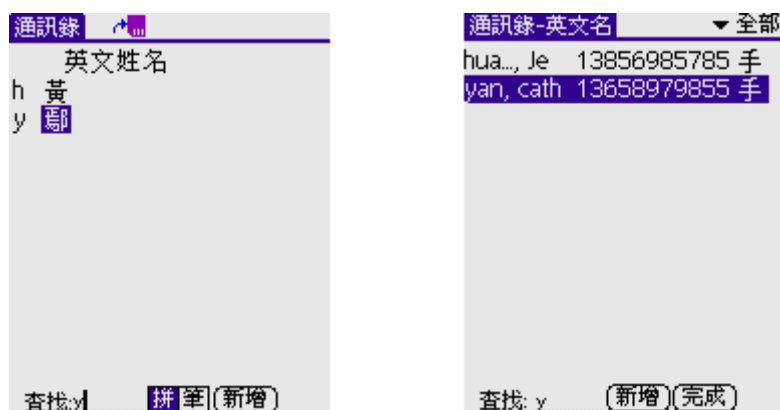 通訊錄
英文姓名
h 黃
y 鄢
查找:y 拼 筆 新增
通訊錄-英文名 全部
hua..., Je 13856985785 手
yan, cath 13658979855 手
查找: y 新增 完成